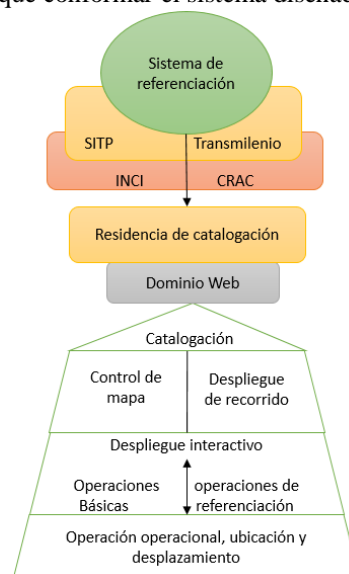 que conformar el sistema diseñad
Sistema de
referenciación
SITP Transmilenio
INCI CRAC
Residencia de catalogación
Dominio Web
Catalogación
Control de
mapa
Despliegue
de recorrido
Despliegue interactivo
Operaciones
Básicas
operaciones de
referenciación
Operación operacional, ubicación y
desplazamiento